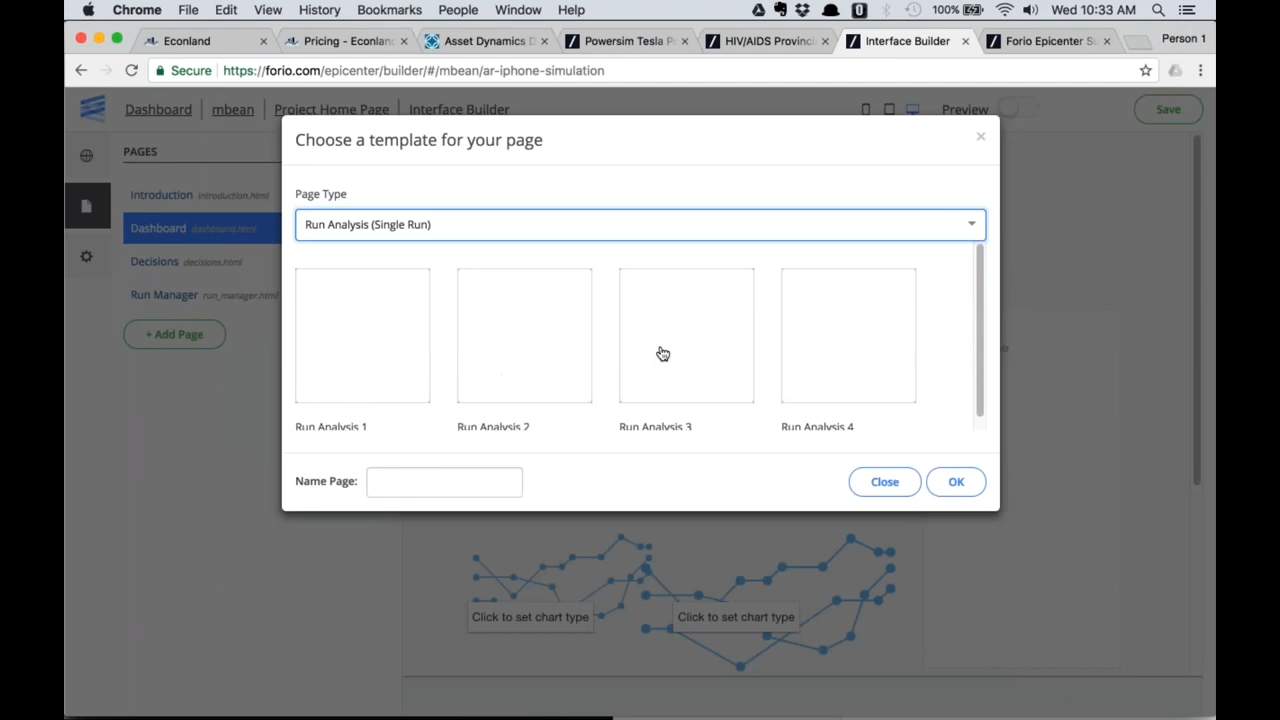 Chrome File Edit View History Bookmarks People Window Help 100% Wed 10:33 AM
Econland Pricing - Econlan Asset Dynamics D Powersim Tesla P HIV/AIDS Provinci Interface Builder Forio Epicenter Su Person 1
Secure https://forio.com/epicenter/builder/#/mbean/ar-iphone-simulation
Dashboard mbean Project Home Page Interface Builder Preview Save
Choose a template for your page
PAGES
Page Type
Introduction introduction.html
Run Analysis (Single Run)
Dashboard dashboard.html
Decisions decisions.html
Run Manager run_manager.html
+ Add Page
Run Analysis 1 Run Analysis 2 Run Analysis 3 Run Analysis 4
Name Page: Close OK
Click to set chart type Click to set chart type